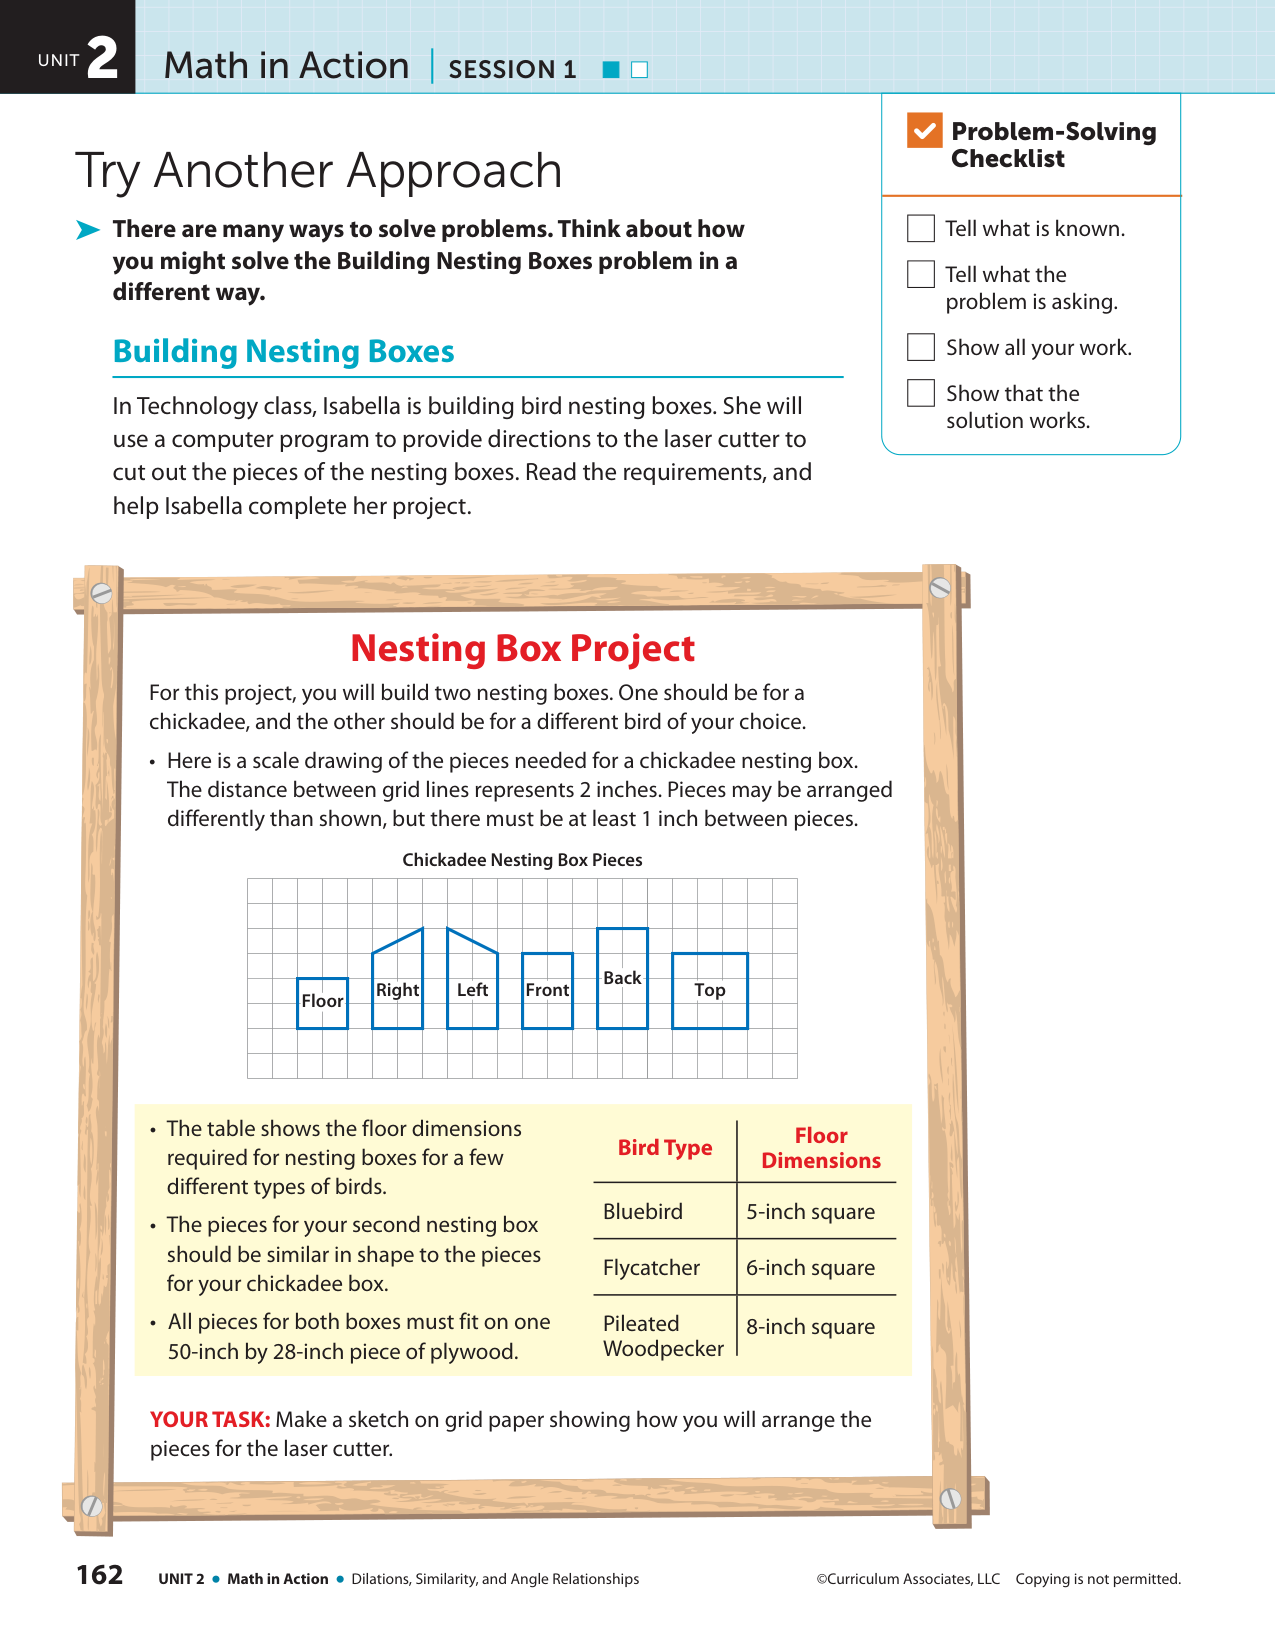 UNIT 2 Math in Action | SESSION 1
Problem-Solving
Checklist
Tell what is known.
Tell what the
problem is asking.
Show all your work.
Show that the
solution works.
Try Another Approach
There are many ways to solve problems. Think about how
you might solve the Building Nesting Boxes problem in a
different way.
Building Nesting Boxes
In Technology class, Isabella is building bird nesting boxes. She will
use a computer program to provide directions to the laser cutter to
cut out the pieces of the nesting boxes. Read the requirements, and
help Isabella complete her project.
Nesting Box Project
For this project, you will build two nesting boxes. One should be for a
chickadee, and the other should be for a different bird of your choice.
• Here is a scale drawing of the pieces needed for a chickadee nesting box.
The distance between grid lines represents 2 inches. Pieces may be arranged
differently than shown, but there must be at least 1 inch between pieces.
Chickadee Nesting Box Pieces
Floor Right Left Front Back Top
• The table shows the floor dimensions
required for nesting boxes for a few
different types of birds.
• The pieces for your second nesting box
should be similar in shape to the pieces
for your chickadee box.
• All pieces for both boxes must fit on one
50-inch by 28-inch piece of plywood.
Bird Type
Floor
Dimensions
Bluebird 5-inch square
Flycatcher 6-inch square
Pileated
Woodpecker
8-inch square
YOUR TASK: Make a sketch on grid paper showing how you will arrange the
pieces for the laser cutter.
162 UNIT 2 • Math in Action • Dilations, Similarity, and Angle Relationships ©Curriculum Associates, LLC Copying is not permitted.